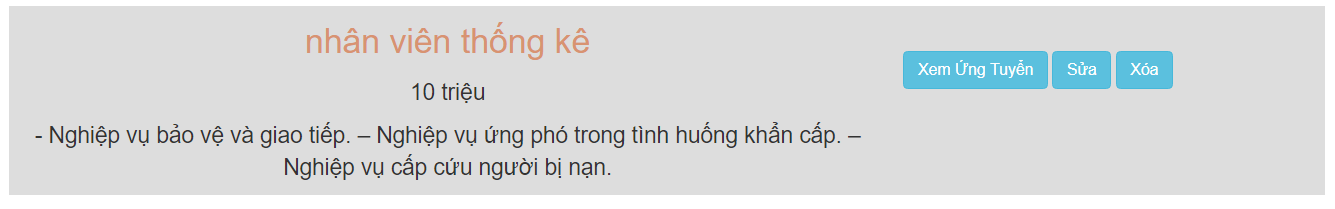 nhân viên thống kê
Xem Ứng Tuyển Sửa Xóa
10 triệu
- Nghiệp vụ bảo vệ và giao tiếp. – Nghiệp vụ ứng phó trong tình huống khẩn cấp. –
Nghiệp vụ cấp cứu người bị nạn.